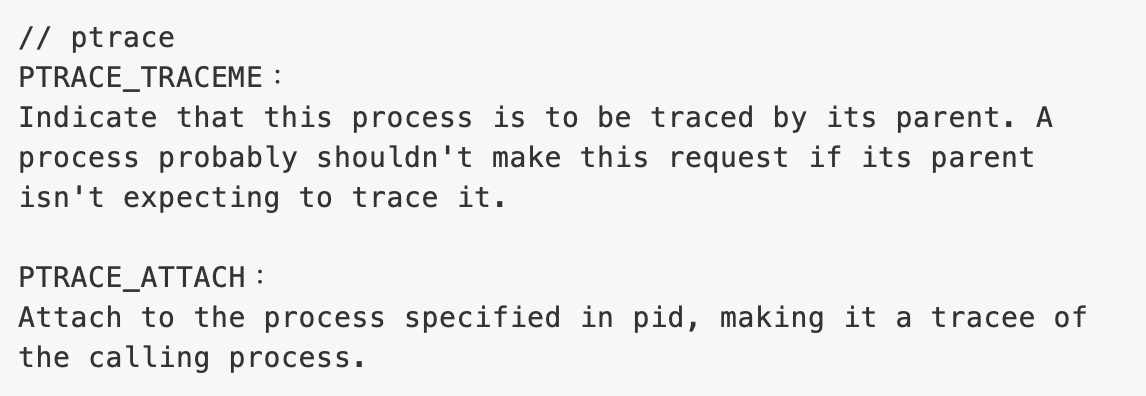 // ptrace
PTRACE_TRACEME：
Indicate that this process is to be traced by its parent. A
process probably shouldn't make this request if its parent
isn't expecting to trace it.

PTRACE_ATTACH：
Attach to the process specified in pid, making it a tracee of
the calling process.